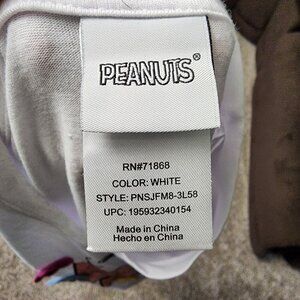 PEANUTS®
RN#71868
COLOR: WHITE
STYLE: PNSJFM8-3L58
UPC: 195932340154
Made in China
Hecho en China